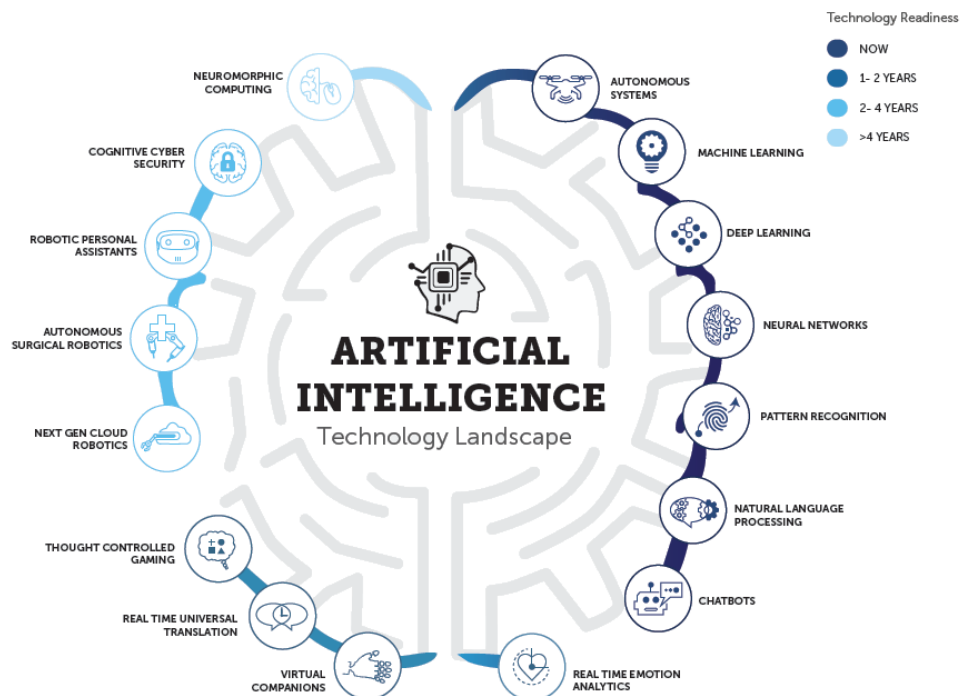 Technology Readiness
NOW
1- 2 YEARS
2- 4 YEARS
>4 YEARS
NEUROMORPHIC
COMPUTING
AUTONOMOUS
SYSTEMS
COGNITIVE CYBER
SECURITY
MACHINE LEARNING
ROBOTIC PERSONAL
ASSISTANTS
DEEP LEARNING
AUTONOMOUS
SURGICAL ROBOTICS
NEURAL NETWORKS
ARTIFICIAL
INTELLIGENCE
Technology Landscape
NEXT GEN CLOUD
ROBOTICS
PATTERN RECOGNITION
NATURAL LANGUAGE
PROCESSING
THOUGHT CONTROLLED
GAMING
CHATBOTS
REAL TIME UNIVERSAL
TRANSLATION
VIRTUAL
COMPANIONS
REAL TIME EMOTION
ANALYTICS